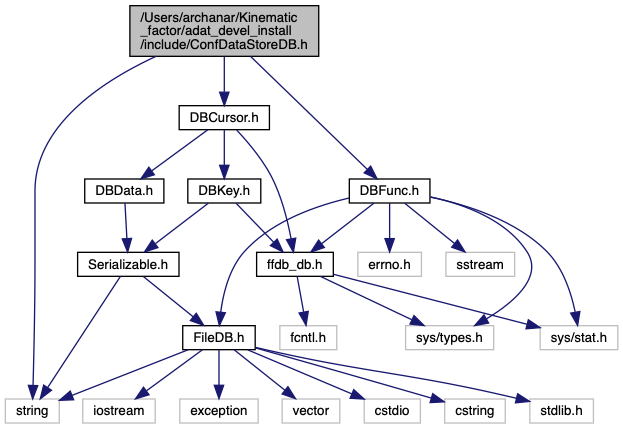 /Users/archanar/Kinematic
_factor/adat_devel_install
/include/ConfDataStoreDB.h
DBCursor.h
DBData.h
DBKey.h
DBFunc.h
Serializable.h
ffdb_db.h
errno.h
sstream
FileDB.h
fcntl.h
sys/types.h
sys/stat.h
string
iostream
exception
vector
cstdio
cstring
stdlib.h